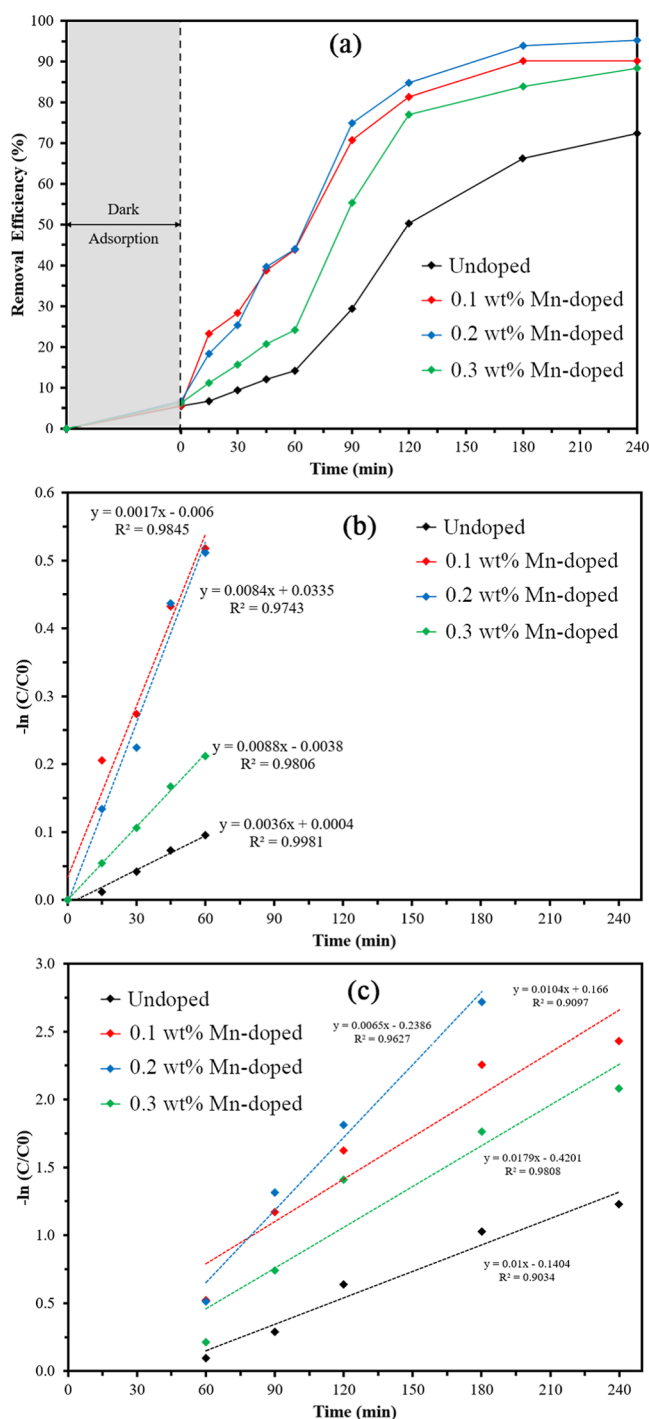 (a)
Removal Efficiency (%)
100
90
80
70
60
50
40
30
20
10
0
Dark
Adsorption
Undoped
0.1 wt% Mn-doped
0.2 wt% Mn-doped
0.3 wt% Mn-doped
0 30 60 90 120 150 180 210 240
Time (min)
(b)
-ln (C/C0)
0.6
0.5
0.4
0.3
0.2
0.1
0.0
y = 0.0017x - 0.006
R² = 0.9845
y = 0.0084x + 0.0335
R² = 0.9743
y = 0.0088x - 0.0038
R² = 0.9806
y = 0.0036x + 0.0004
R² = 0.9981
Undoped
0.1 wt% Mn-doped
0.2 wt% Mn-doped
0.3 wt% Mn-doped
0 30 60 90 120 150 180 210 240
Time (min)
(c)
-ln (C/C0)
3.0
2.5
2.0
1.5
1.0
0.5
0.0
Undoped
0.1 wt% Mn-doped
0.2 wt% Mn-doped
0.3 wt% Mn-doped
y = 0.0104x + 0.166
R² = 0.9097
y = 0.0065x - 0.2386
R² = 0.9627
y = 0.0179x - 0.4201
R² = 0.9808
y = 0.01x - 0.1404
R² = 0.9034
0 30 60 90 120 150 180 210 240
Time (min)